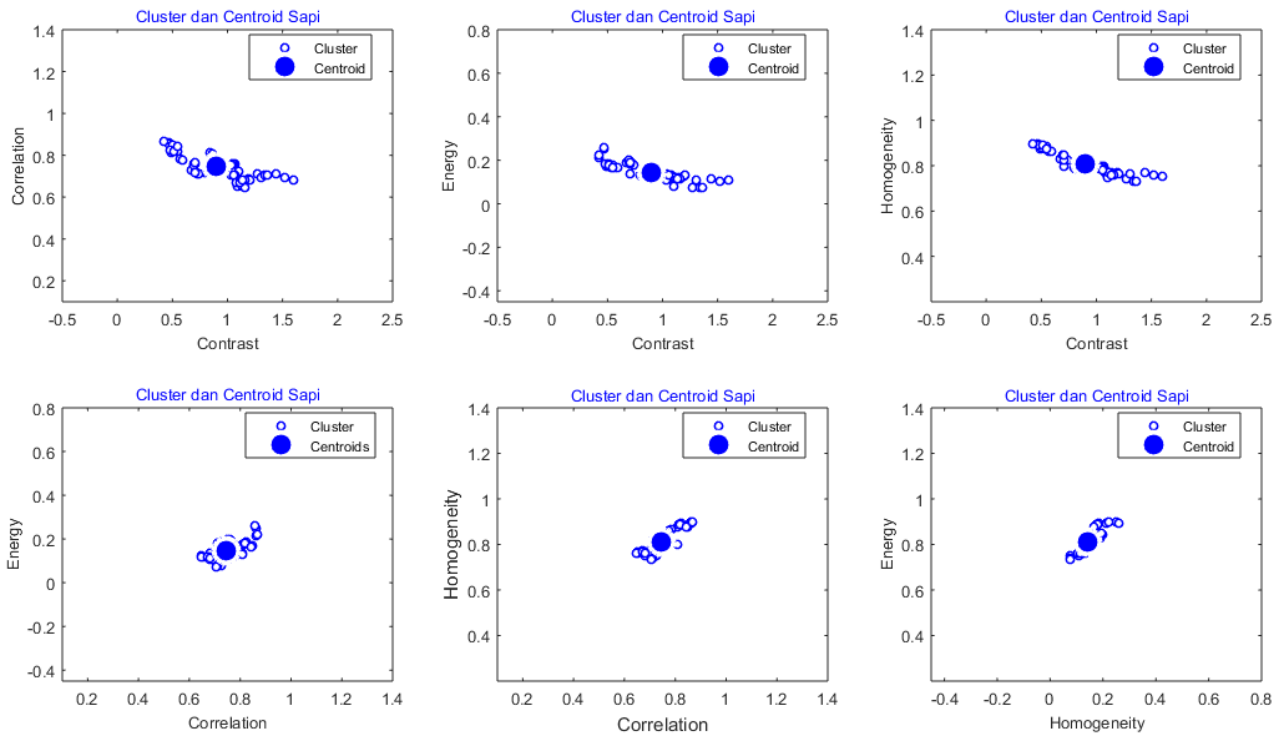 Cluster dan Centroid Sapi
1.4
1.2
1
0.8
0.6
0.4
0.2
Correlation
-0.5 0 0.5 1 1.5 2 2.5
Contrast
Cluster
Centroid
Cluster dan Centroid Sapi
0.8
0.6
0.4
0.2
0
-0.2
-0.4
Energy
-0.5 0 0.5 1 1.5 2 2.5
Contrast
Cluster
Centroid
Cluster dan Centroid Sapi
1.4
1.2
1
0.8
0.6
0.4
Homogeneity
-0.5 0 0.5 1 1.5 2 2.5
Contrast
Cluster
Centroid
Cluster dan Centroid Sapi
0.8
0.6
0.4
0.2
0
-0.2
-0.4
Energy
0.2 0.4 0.6 0.8 1 1.2 1.4
Correlation
Cluster
Centroids
Cluster dan Centroid Sapi
1.4
1.2
1
0.8
0.6
0.4
Homogeneity
0.2 0.4 0.6 0.8 1 1.2 1.4
Correlation
Cluster
Centroid
Cluster dan Centroid Sapi
1.4
1.2
1
0.8
0.6
0.4
Energy
-0.4 -0.2 0 0.2 0.4 0.6 0.8
Homogeneity
Cluster
Centroid